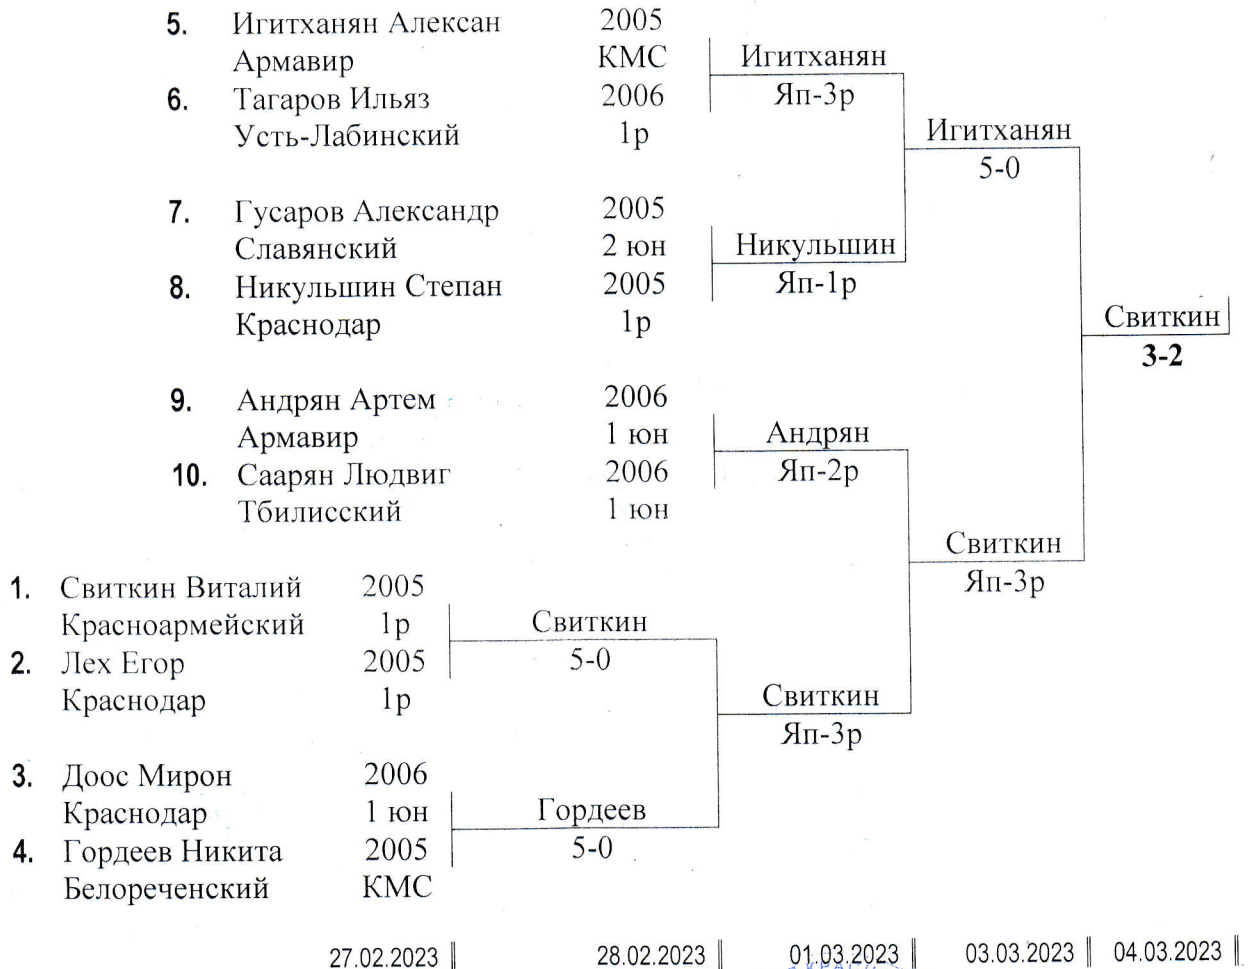 5. Игитханян Алексан 2005
Армавир КМС Игитханян
6. Тагаров Ильяз 2006 Яп-3р
Усть-Лабинский 1р Игитханян
5-0
7. Гусаров Александр 2005
Славянский 2 юн Никульшин
8. Никульшин Степан 2005 Яп-1р
Краснодар 1р Свиткин
3-2
9. Андрян Артем 2006
Армавир 1 юн Андрян
10. Саарян Людвиг 2006 Яп-2р
Тбилисский 1 юн
Свиткин
1. Свиткин Виталий 2005 Яп-3р
Красноармейский 1р Свиткин
2. Лех Егор 2005 5-0
Краснодар 1р Свиткин
Яп-3р
3. Доос Мирон 2006
Краснодар 1 юн Гордеев
4. Гордеев Никита 2005 5-0
Белореченский КМС
27.02.2023 28.02.2023 01.03.2023 03.03.2023 04.03.2023